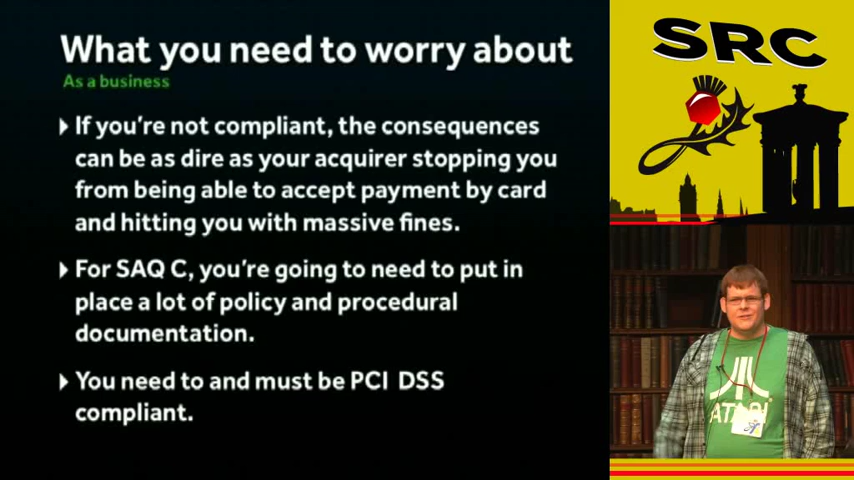 What you need to worry about
As a business
If you're not compliant, the consequences
can be as dire as your acquirer stopping you
from being able to accept payment by card
and hitting you with massive fines.
For SAQ C, you're going to need to put in
place a lot of policy and procedural
documentation.
You need to and must be PCI DSS
compliant.
SRC
ATARI